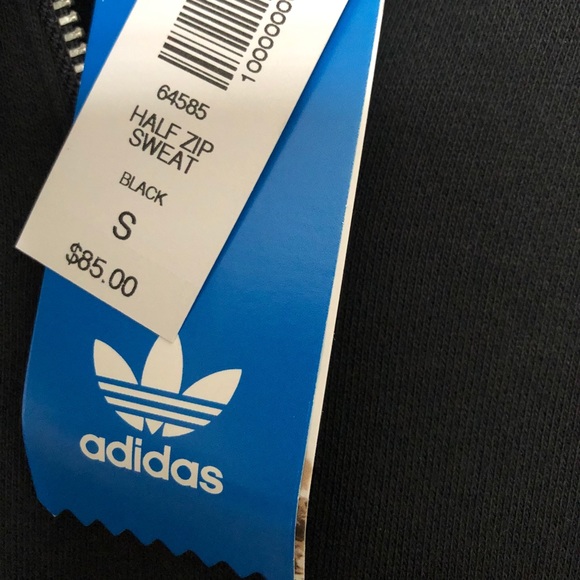 64585
HALF ZIP
SWEAT
BLACK
S
$85.00
adidas